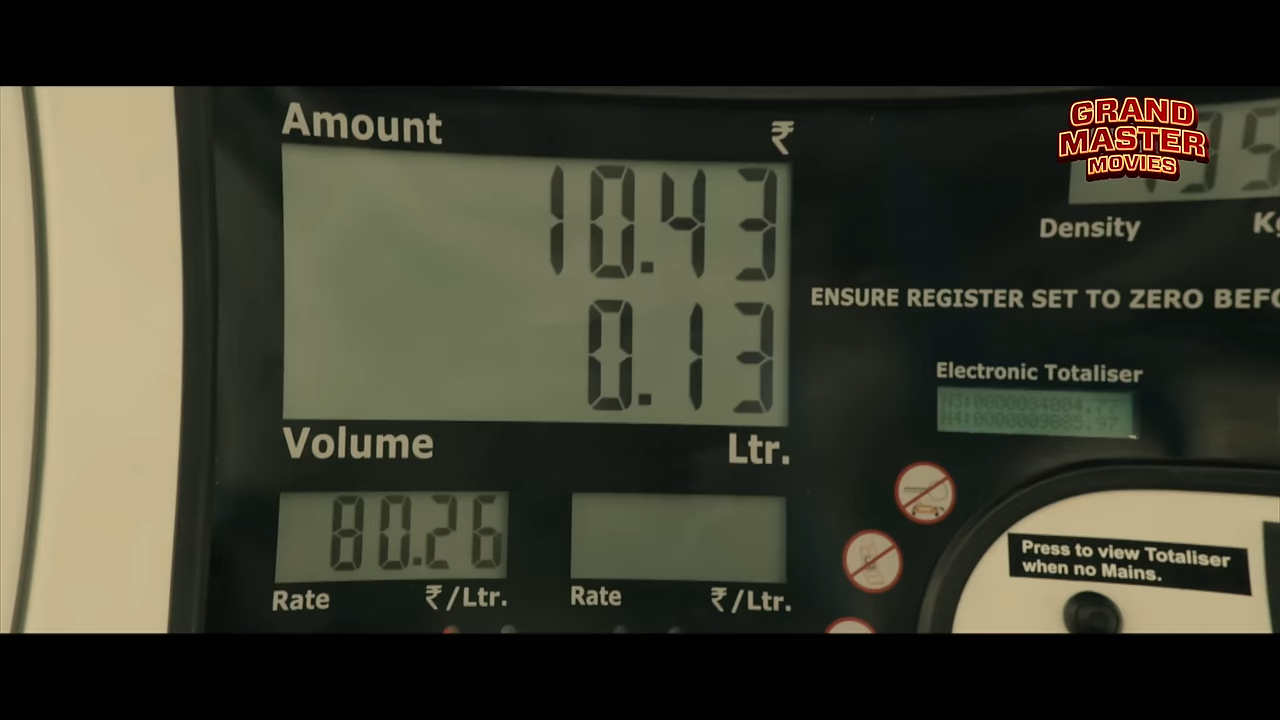 Amount ₹
10.43
0.13
Volume Ltr.
80.26
Rate ₹/Ltr.
Rate ₹/Ltr.
GRAND
MASTER
MOVIES
Density
ENSURE REGISTER SET TO ZERO
Electronic Totaliser
Press to view Totaliser
when no Mains.